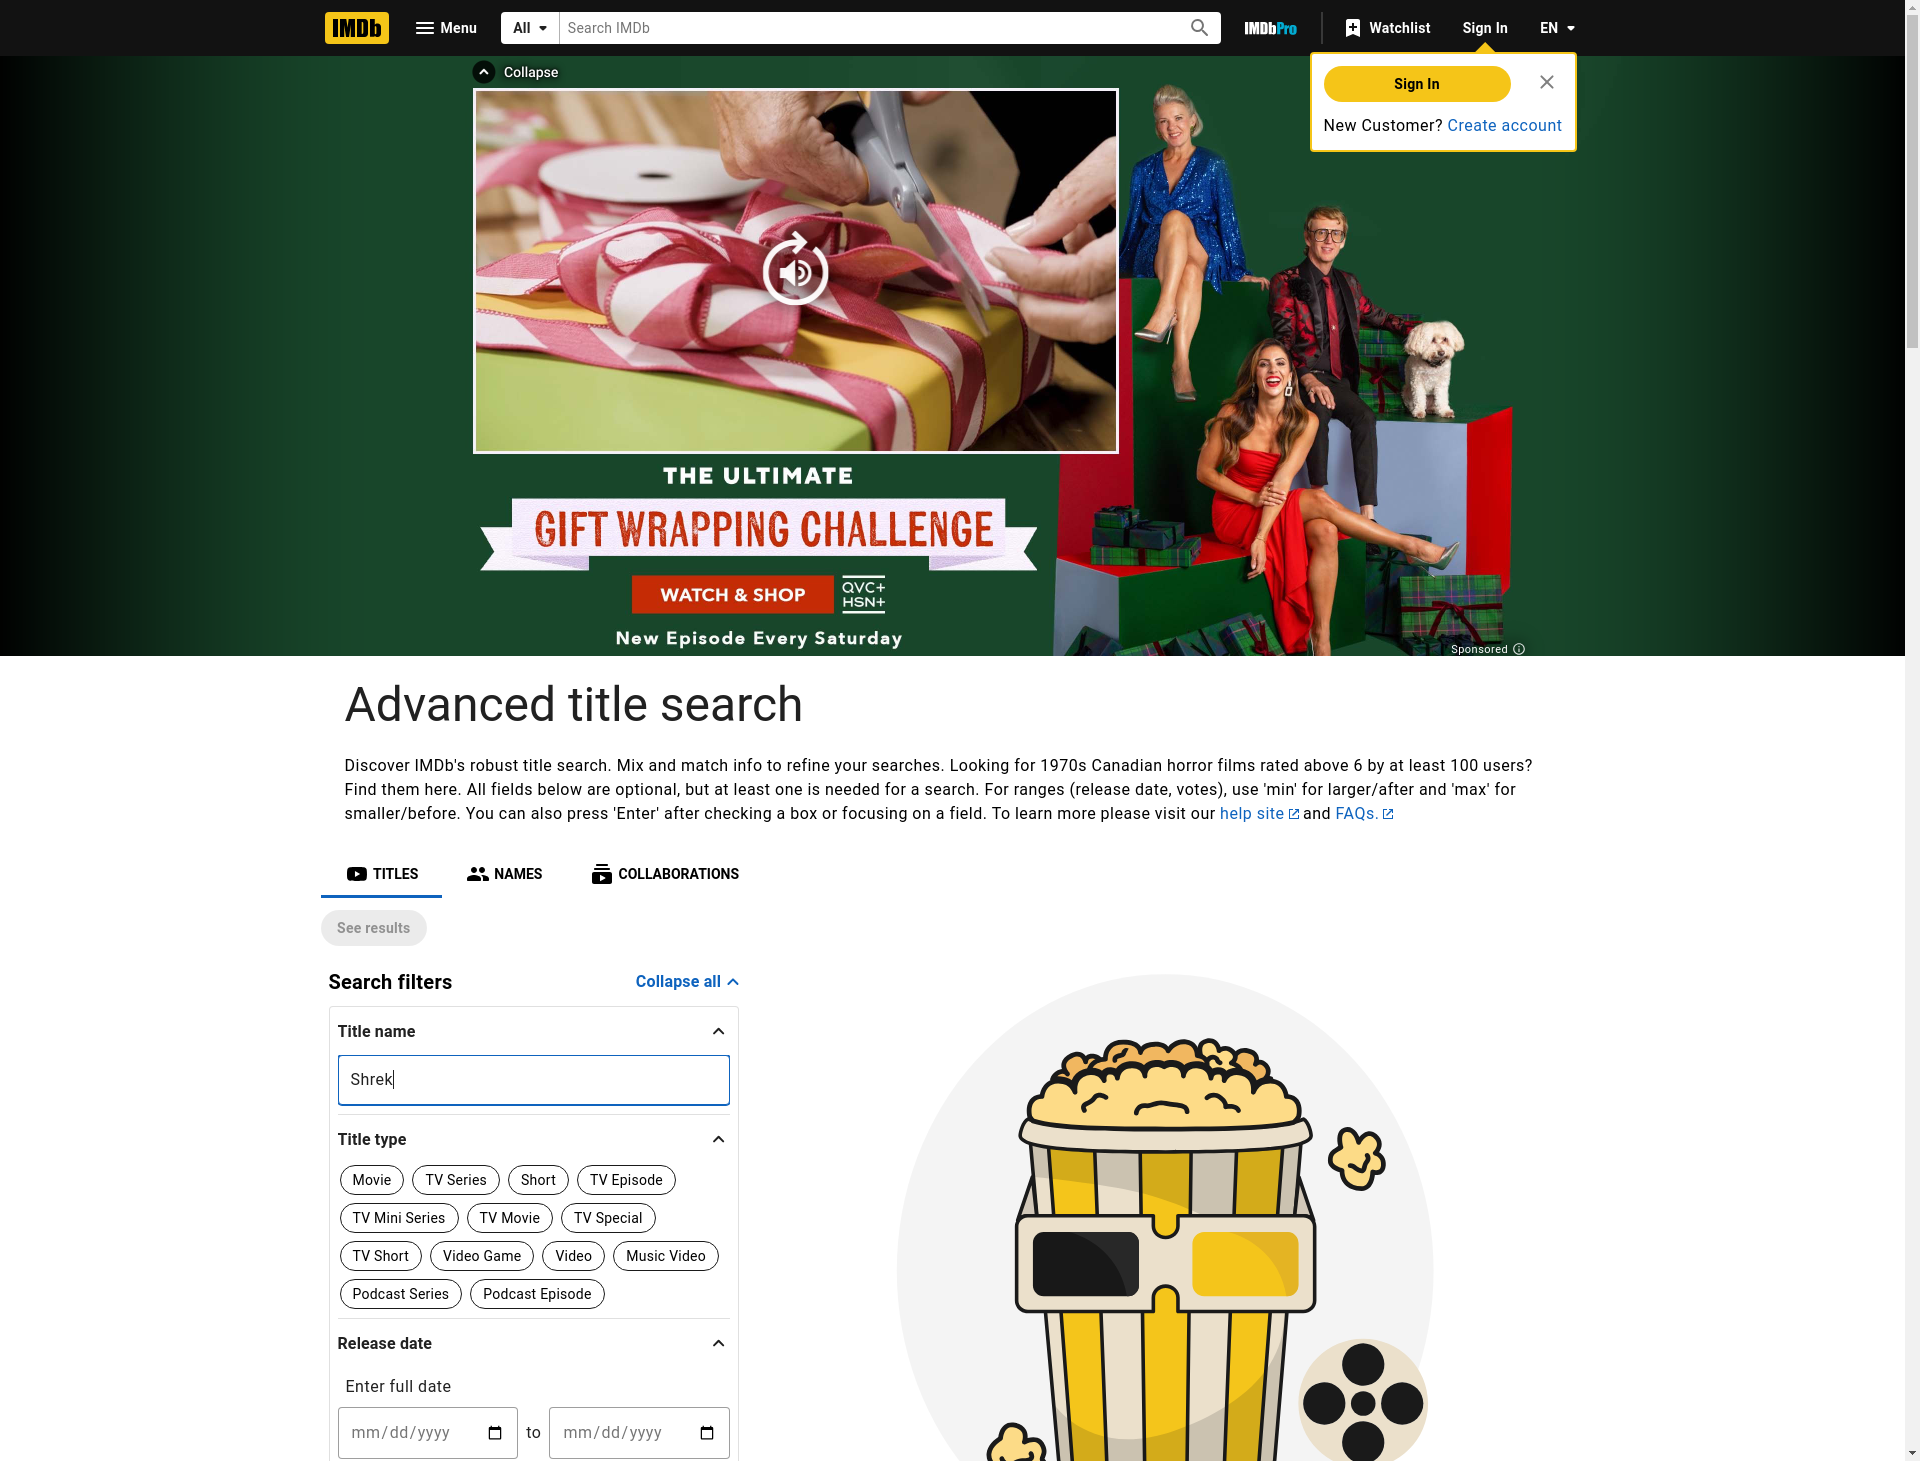 IMDb Menu All Search IMDb IMDbPro Watchlist Sign In EN
Collapse
Sign In
New Customer? Create account
THE ULTIMATE
GIFT WRAPPING CHALLENGE
WATCH & SHOP QVC+ HSN+
New Episode Every Saturday
Sponsored
Advanced title search
Discover IMDb's robust title search. Mix and match info to refine your searches. Looking for 1970s Canadian horror films rated above 6 by at least 100 users?
Find them here. All fields below are optional, but at least one is needed for a search. For ranges (release date, votes), use 'min' for larger/after and 'max' for
smaller/before. You can also press 'Enter' after checking a box or focusing on a field. To learn more please visit our help site and FAQs.
TITLES NAMES COLLABORATIONS
See results
Search filters Collapse all
Title name
Shrek
Title type
Movie TV Series Short TV Episode
TV Mini Series TV Movie TV Special
TV Short Video Game Video Music Video
Podcast Series Podcast Episode
Release date
Enter full date
mm/dd/yyyy to mm/dd/yyyy